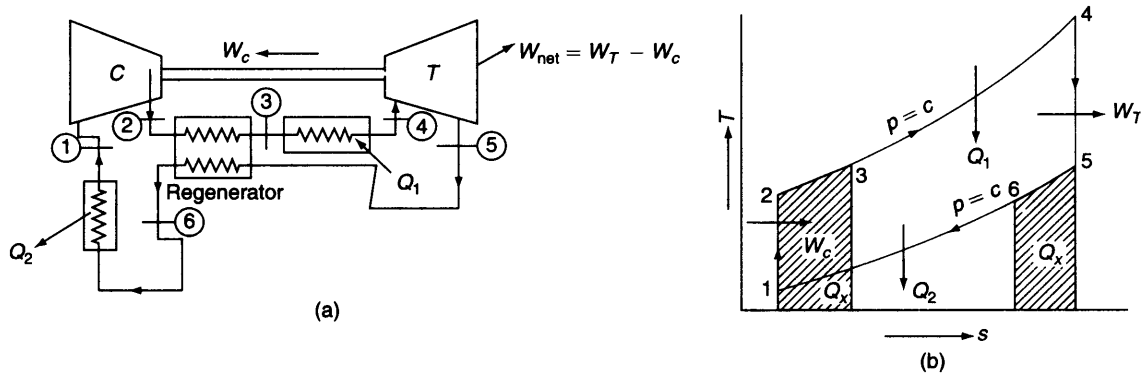 C
W_c
T
W_net = W_T − W_c
1
2
3
4
5
Regenerator
Q_1
6
Q_2
(a)
T
4
p = c
Q_1
W_T
2
3
5
6
p = c
W_c
Q_x
1
Q_x
Q_2
s
(b)